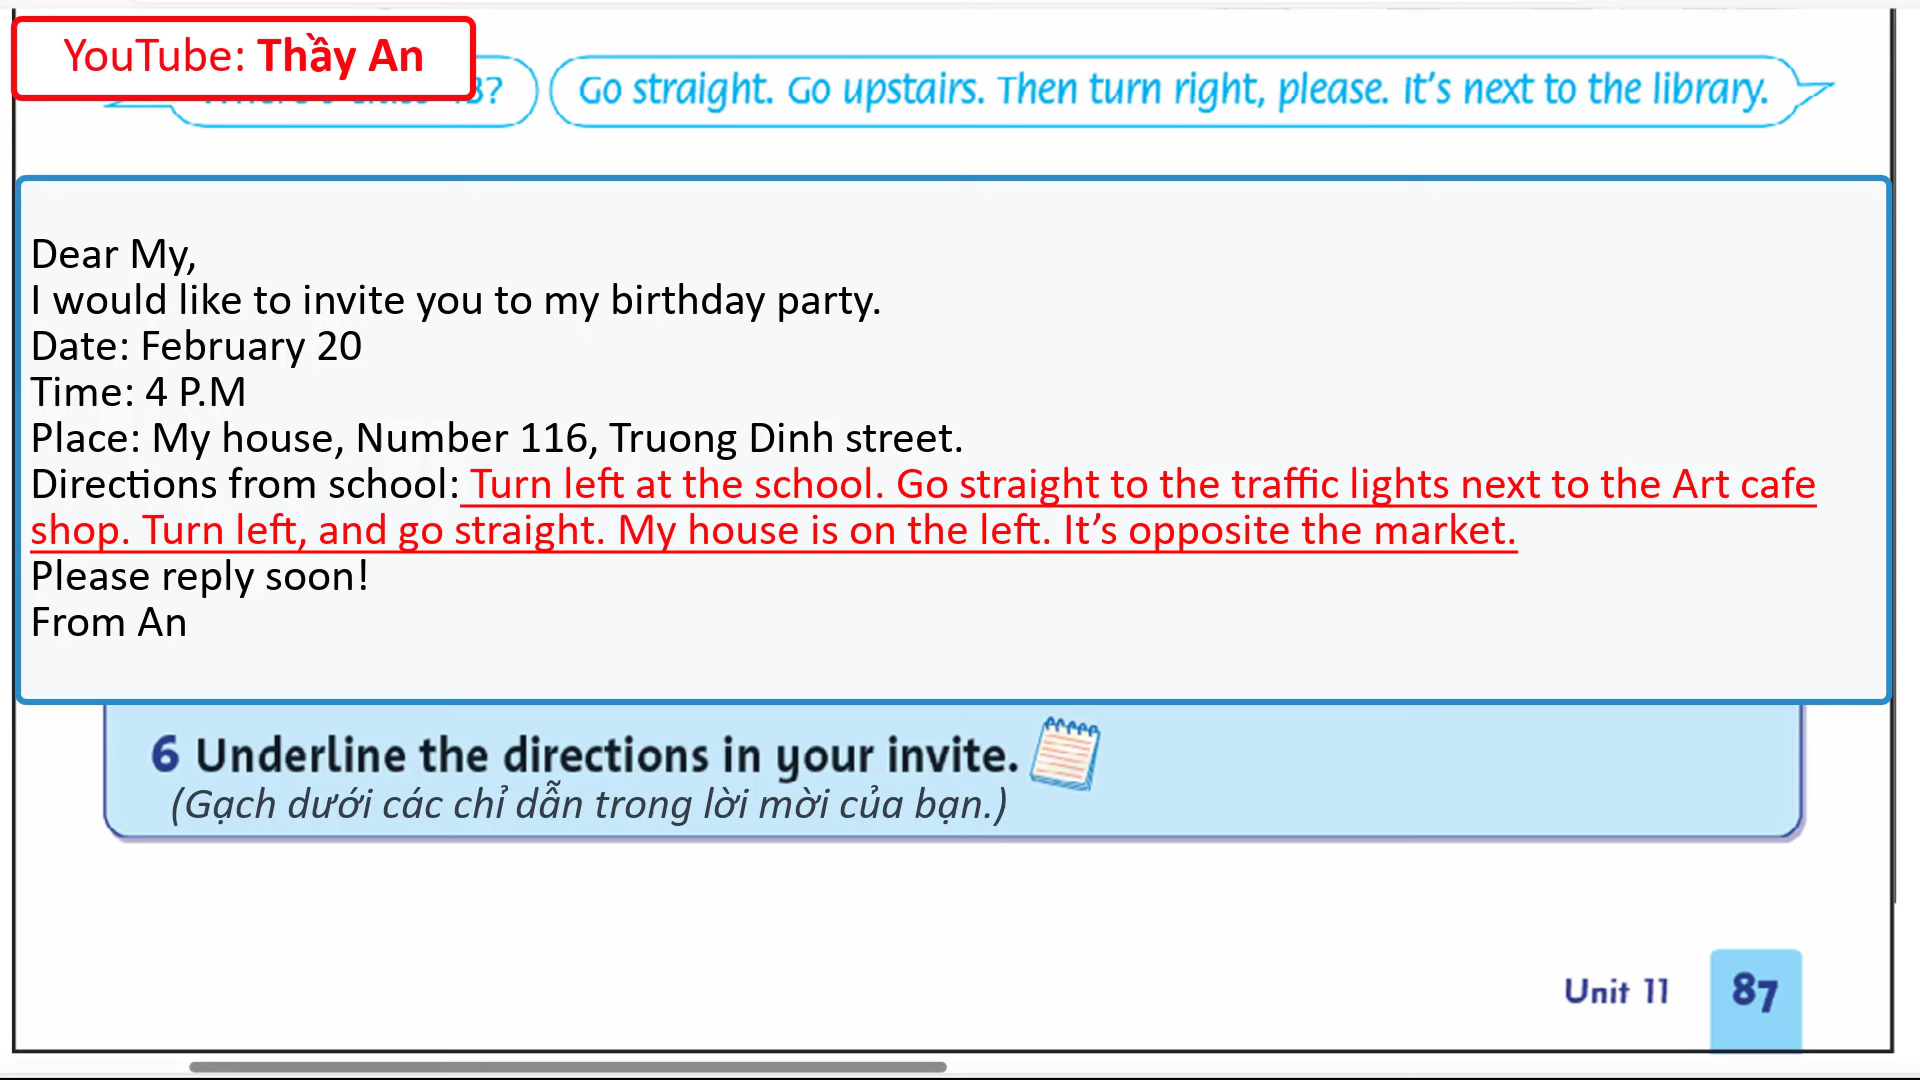 YouTube: Thầy An
Go straight. Go upstairs. Then turn right, please. It's next to the library.
Dear My,
I would like to invite you to my birthday party.
Date: February 20
Time: 4 P.M
Place: My house, Number 116, Truong Dinh street.
Directions from school: Turn left at the school. Go straight to the traffic lights next to the Art cafe
shop. Turn left, and go straight. My house is on the left. It’s opposite the market.
Please reply soon!
From An
6 Underline the directions in your invite.
(Gạch dưới các chỉ dẫn trong lời mời của bạn.)
Unit 11
87